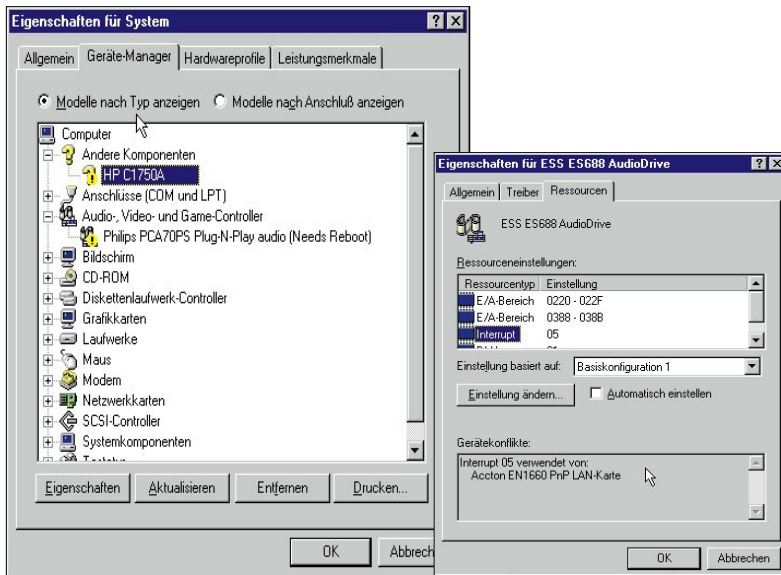 Eigenschaften für System
Allgemein Geräte-Manager Hardwareprofile Leistungsmerkmale
Modelle nach Typ anzeigen Modelle nach Anschluß anzeigen
Computer
Andere Komponenten
HP C1750A
Anschlüsse (COM und LPT)
Audio-, Video- und Game-Controller
Philips PCA70PS Plug-N-Play audio (Needs Reboot)
Bildschirm
CD-ROM
Diskettenlaufwerk-Controller
Grafikkarten
Laufwerke
Maus
Modem
Netzwerkkarten
SCSI-Controller
Systemkomponenten
Eigenschaften Aktualisieren Entfernen Drucken...
OK Abbrech
Eigenschaften für ESS ES688 AudioDrive
Allgemein Treiber Ressourcen
ESS ES688 AudioDrive
Ressourceneinstellungen:
Ressourcentyp Einstellung
E/A-Bereich 0220 - 022F
E/A-Bereich 0388 - 038B
Interrupt 05
Einstellung basiert auf: Basiskonfiguration 1
Einstellung ändern... Automatisch einstellen
Gerätekonflikte:
Interrupt 05 verwendet von:
Accton EN1660 PnP LAN-Karte
OK Abbrechen